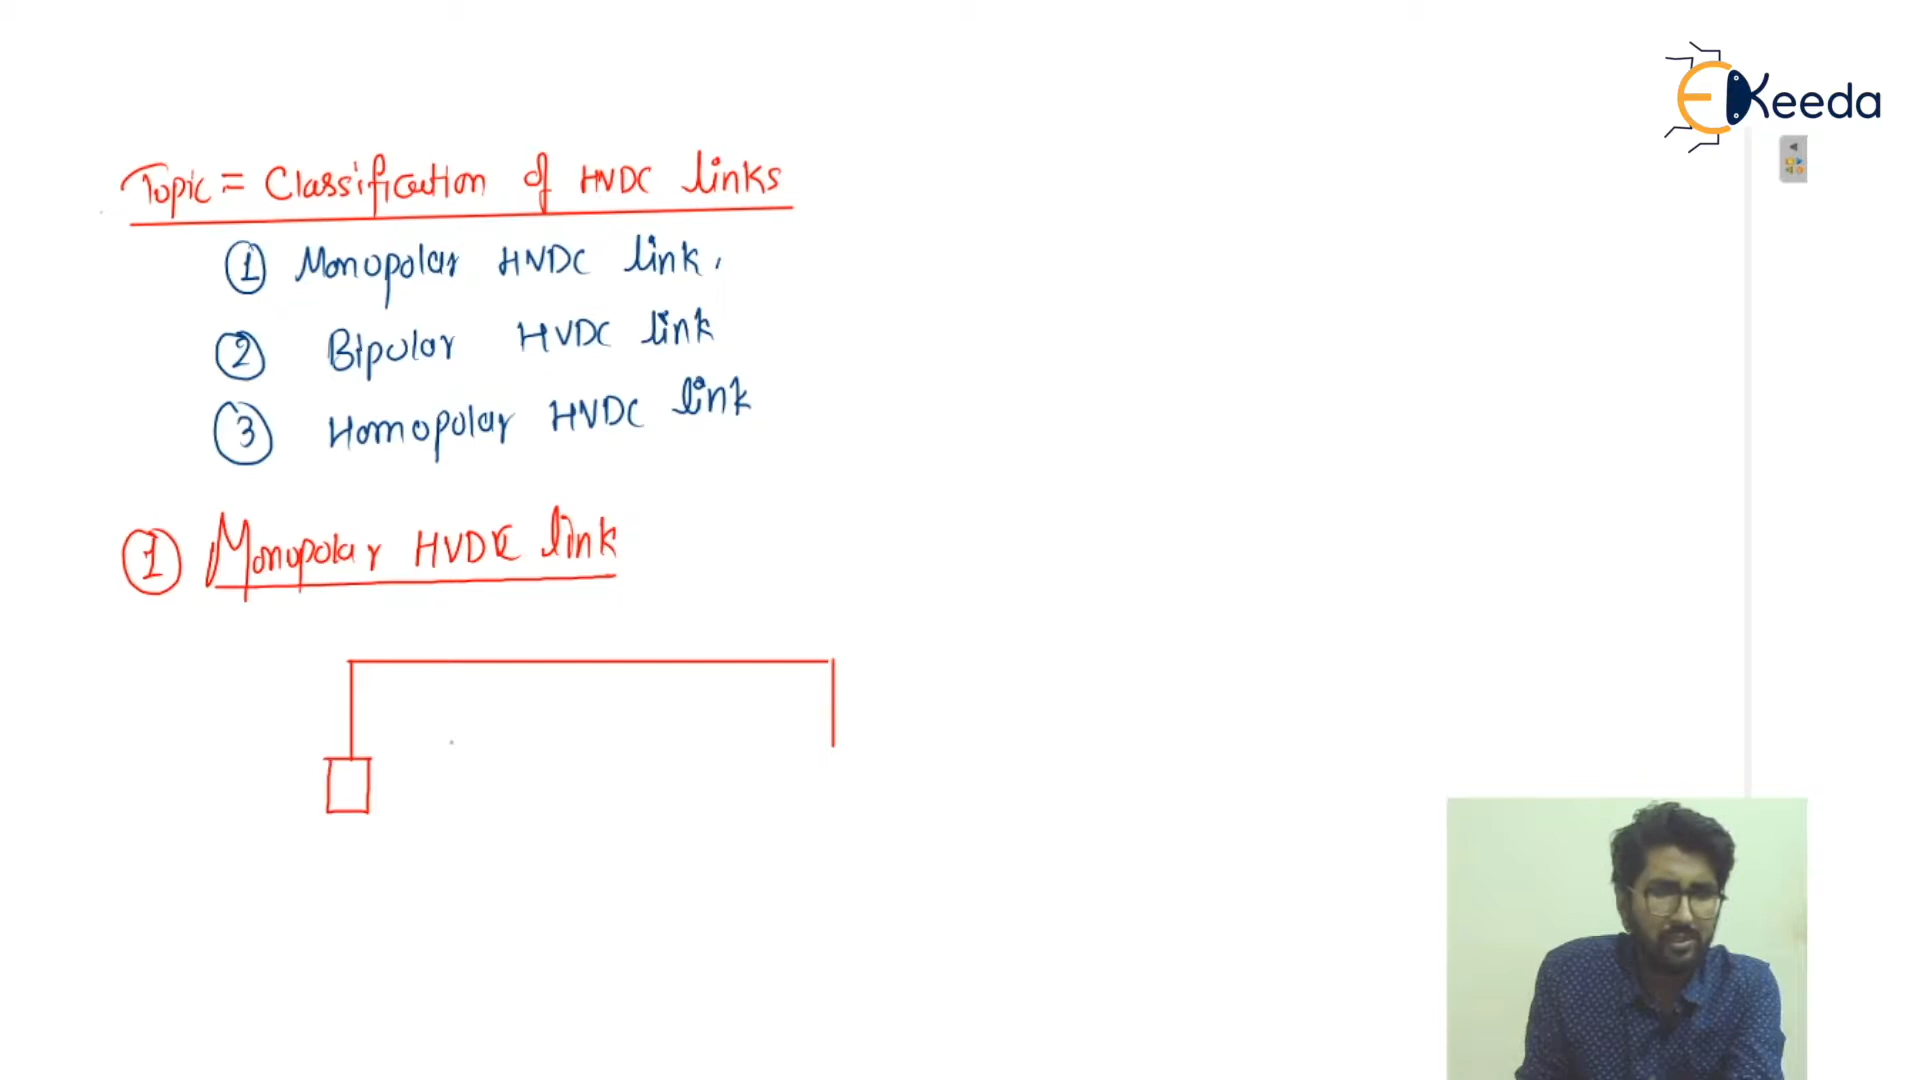 EKeeda
Topic = Classification of HVDC links
1 Monopolar HVDC link.
2 Bipolar HVDC link
3 Homopolar HVDC link
1 Monopolar HVDC link